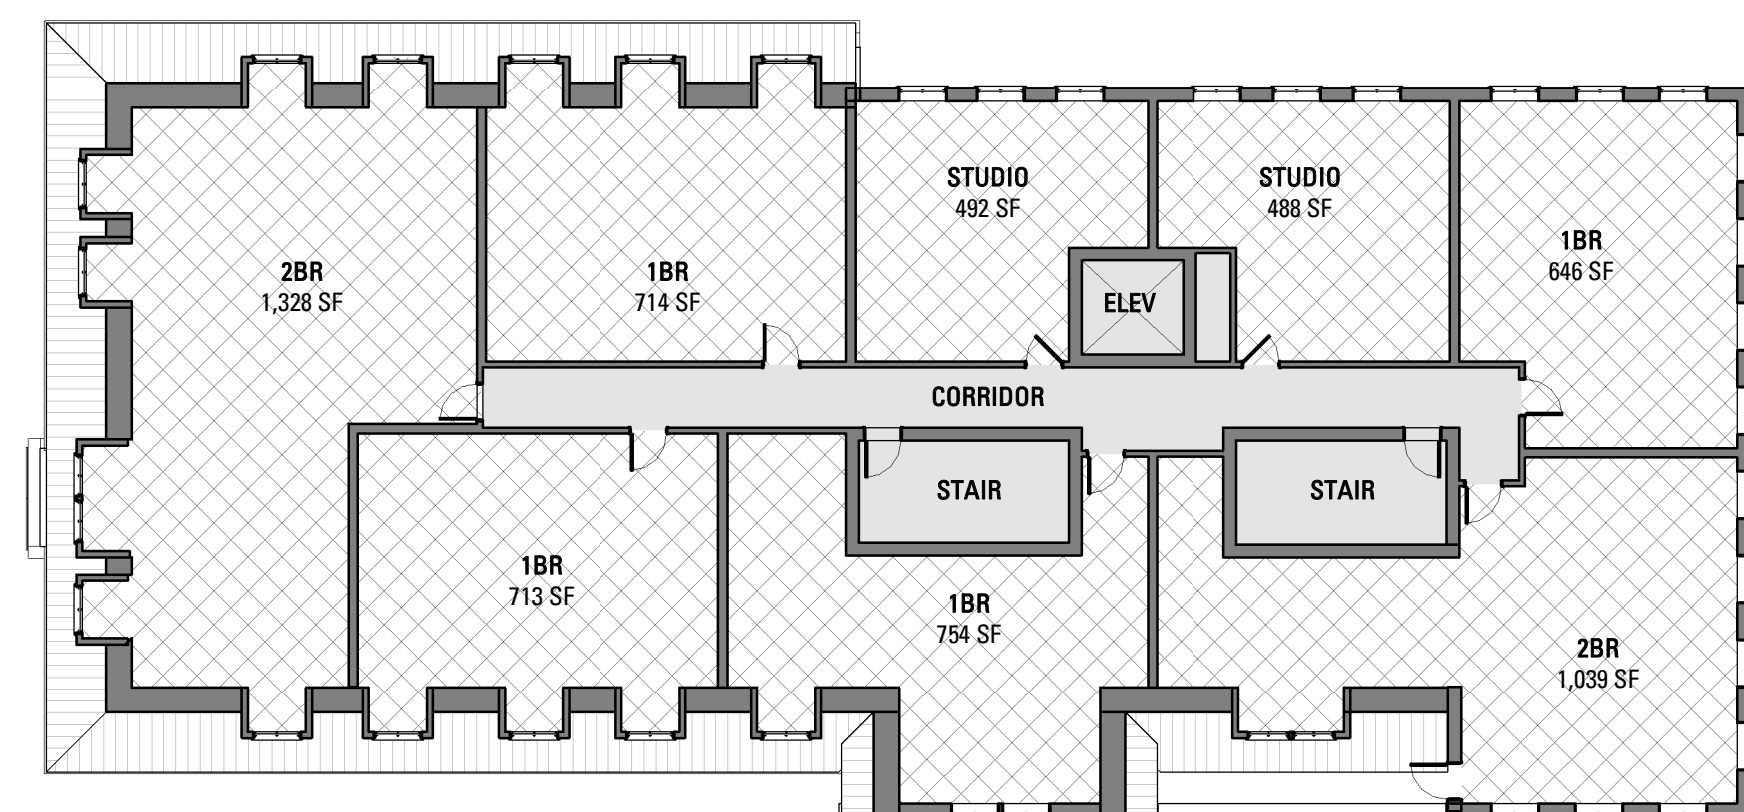 STUDIO
492 SF
STUDIO
488 SF
1BR
646 SF
2BR
1,328 SF
1BR
714 SF
ELEV
CORRIDOR
STAIR
STAIR
1BR
713 SF
1BR
754 SF
2BR
1,039 SF